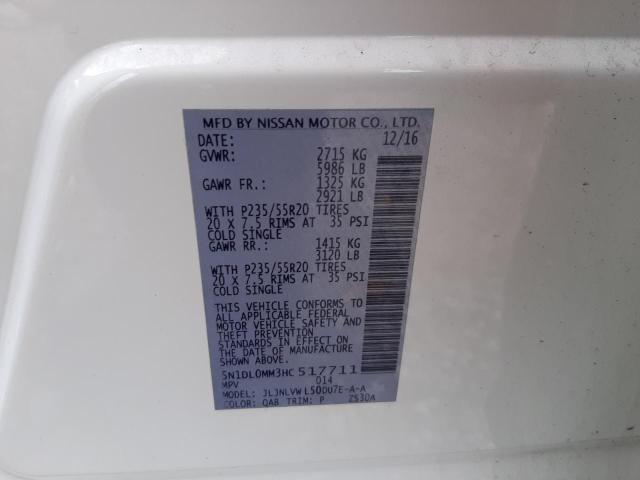 MFD BY NISSAN MOTOR CO., LTD.
DATE: 12/16
GVWR: 2715 KG
5986 LB
GAWR FR.: 1325 KG
2921 LB
WITH P235/55R20 TIRES
20 X 7.5 RIMS AT 35 PSI
COLD SINGLE
GAWR RR.: 1415 KG
3120 LB
WITH P235/55R20 TIRES
20 X 7.5 RIMS AT 35 PSI
COLD SINGLE
THIS VEHICLE CONFORMS TO
ALL APPLICABLE FEDERAL
MOTOR VEHICLE SAFETY AND
THEFT PREVENTION
STANDARDS IN EFFECT ON
THE DATE OF MFR. SHOWN
ABOVE.
5N1DL0MM3HC517711
MPV 014
MODEL: JLJNLVWL50DU7E-A-A
COLOR: QAB TRIM: P ZS30A